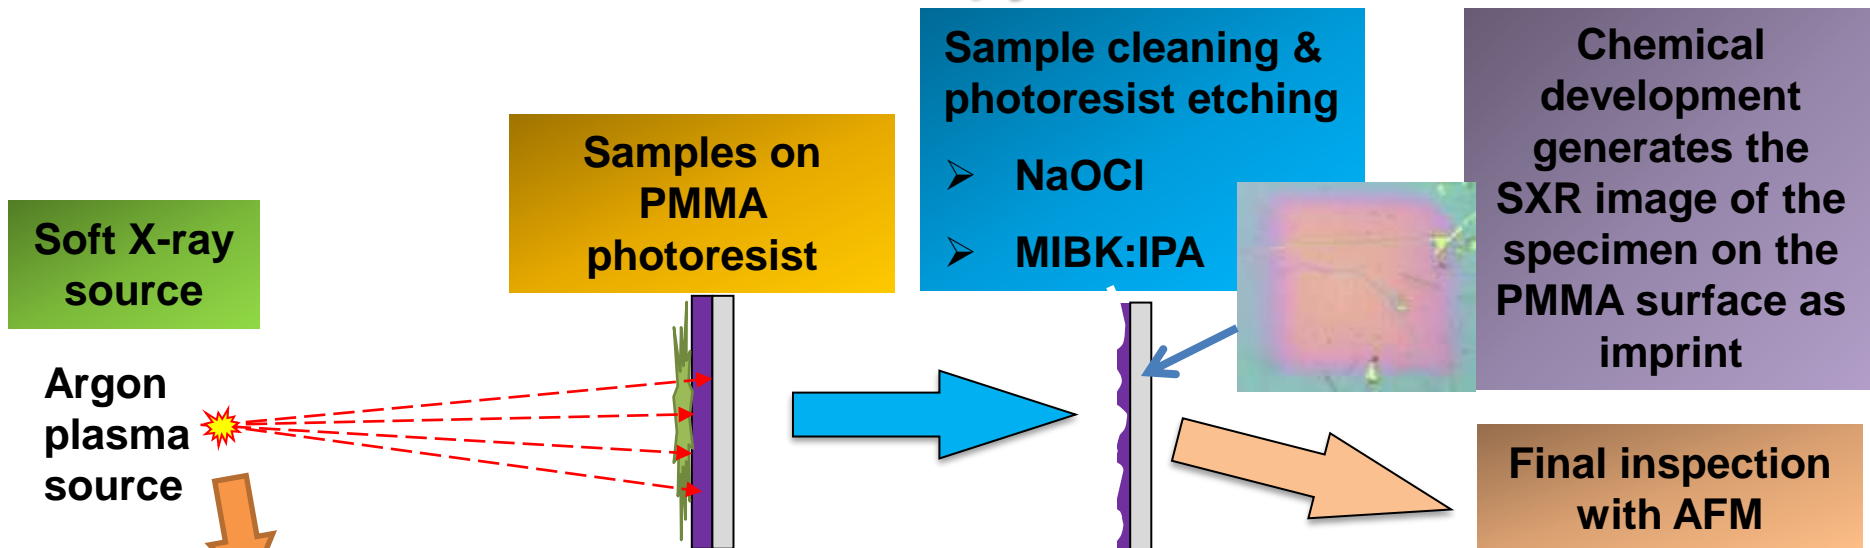 Soft X-ray
source
Argon
plasma
source
Samples on
PMMA
photoresist
Sample cleaning &
photoresist etching
➢ NaOCl
➢ MIBK:IPA
Chemical
development
generates the
SXR image of the
specimen on the
PMMA surface as
imprint
Final inspection
with AFM